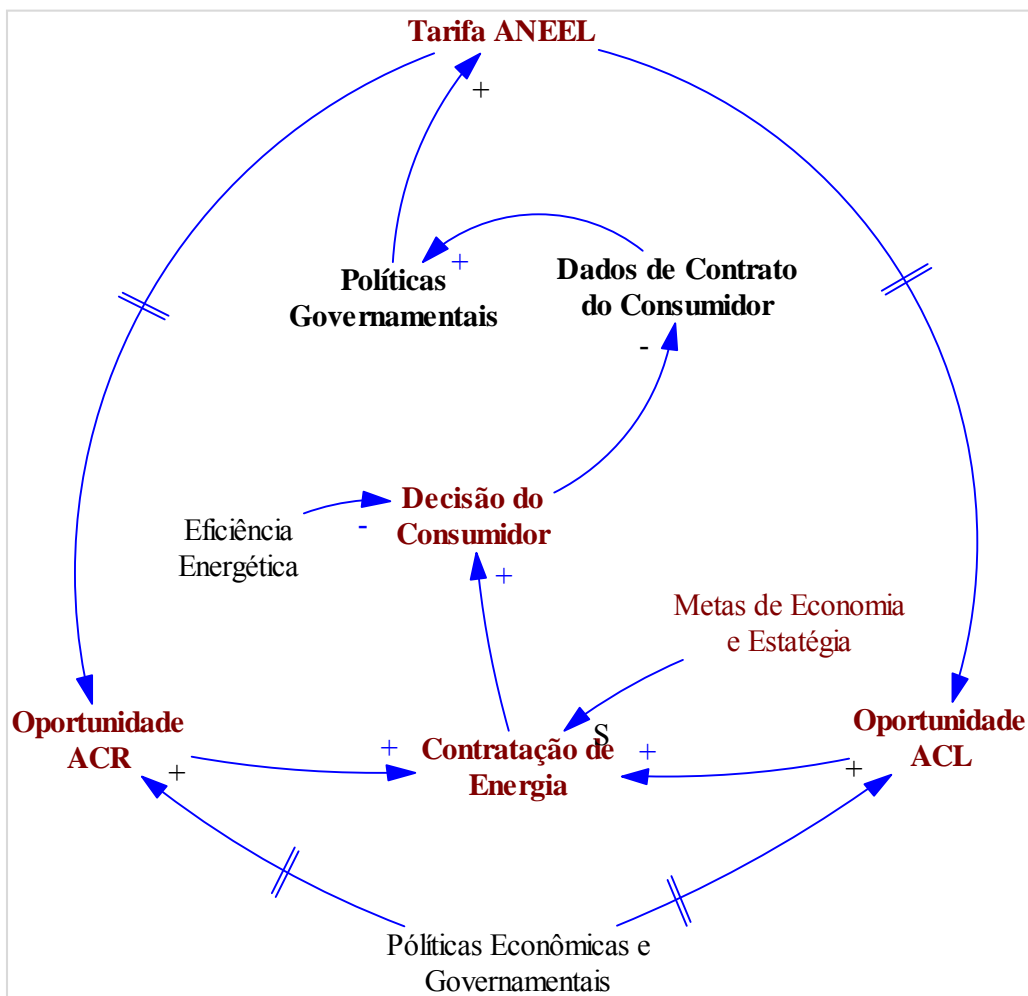 Tarifa ANEEL
+
Políticas
Governamentais
+
Dados de Contrato
do Consumidor
-
Decisão do
Consumidor
-
Eficiência
Energética
+
Metas de Economia
e Estatégia
Oportunidade
ACR
+
+
Contratação de
Energia
S
+
Oportunidade
ACL
+
Pólíticas Econômicas e
Governamentais